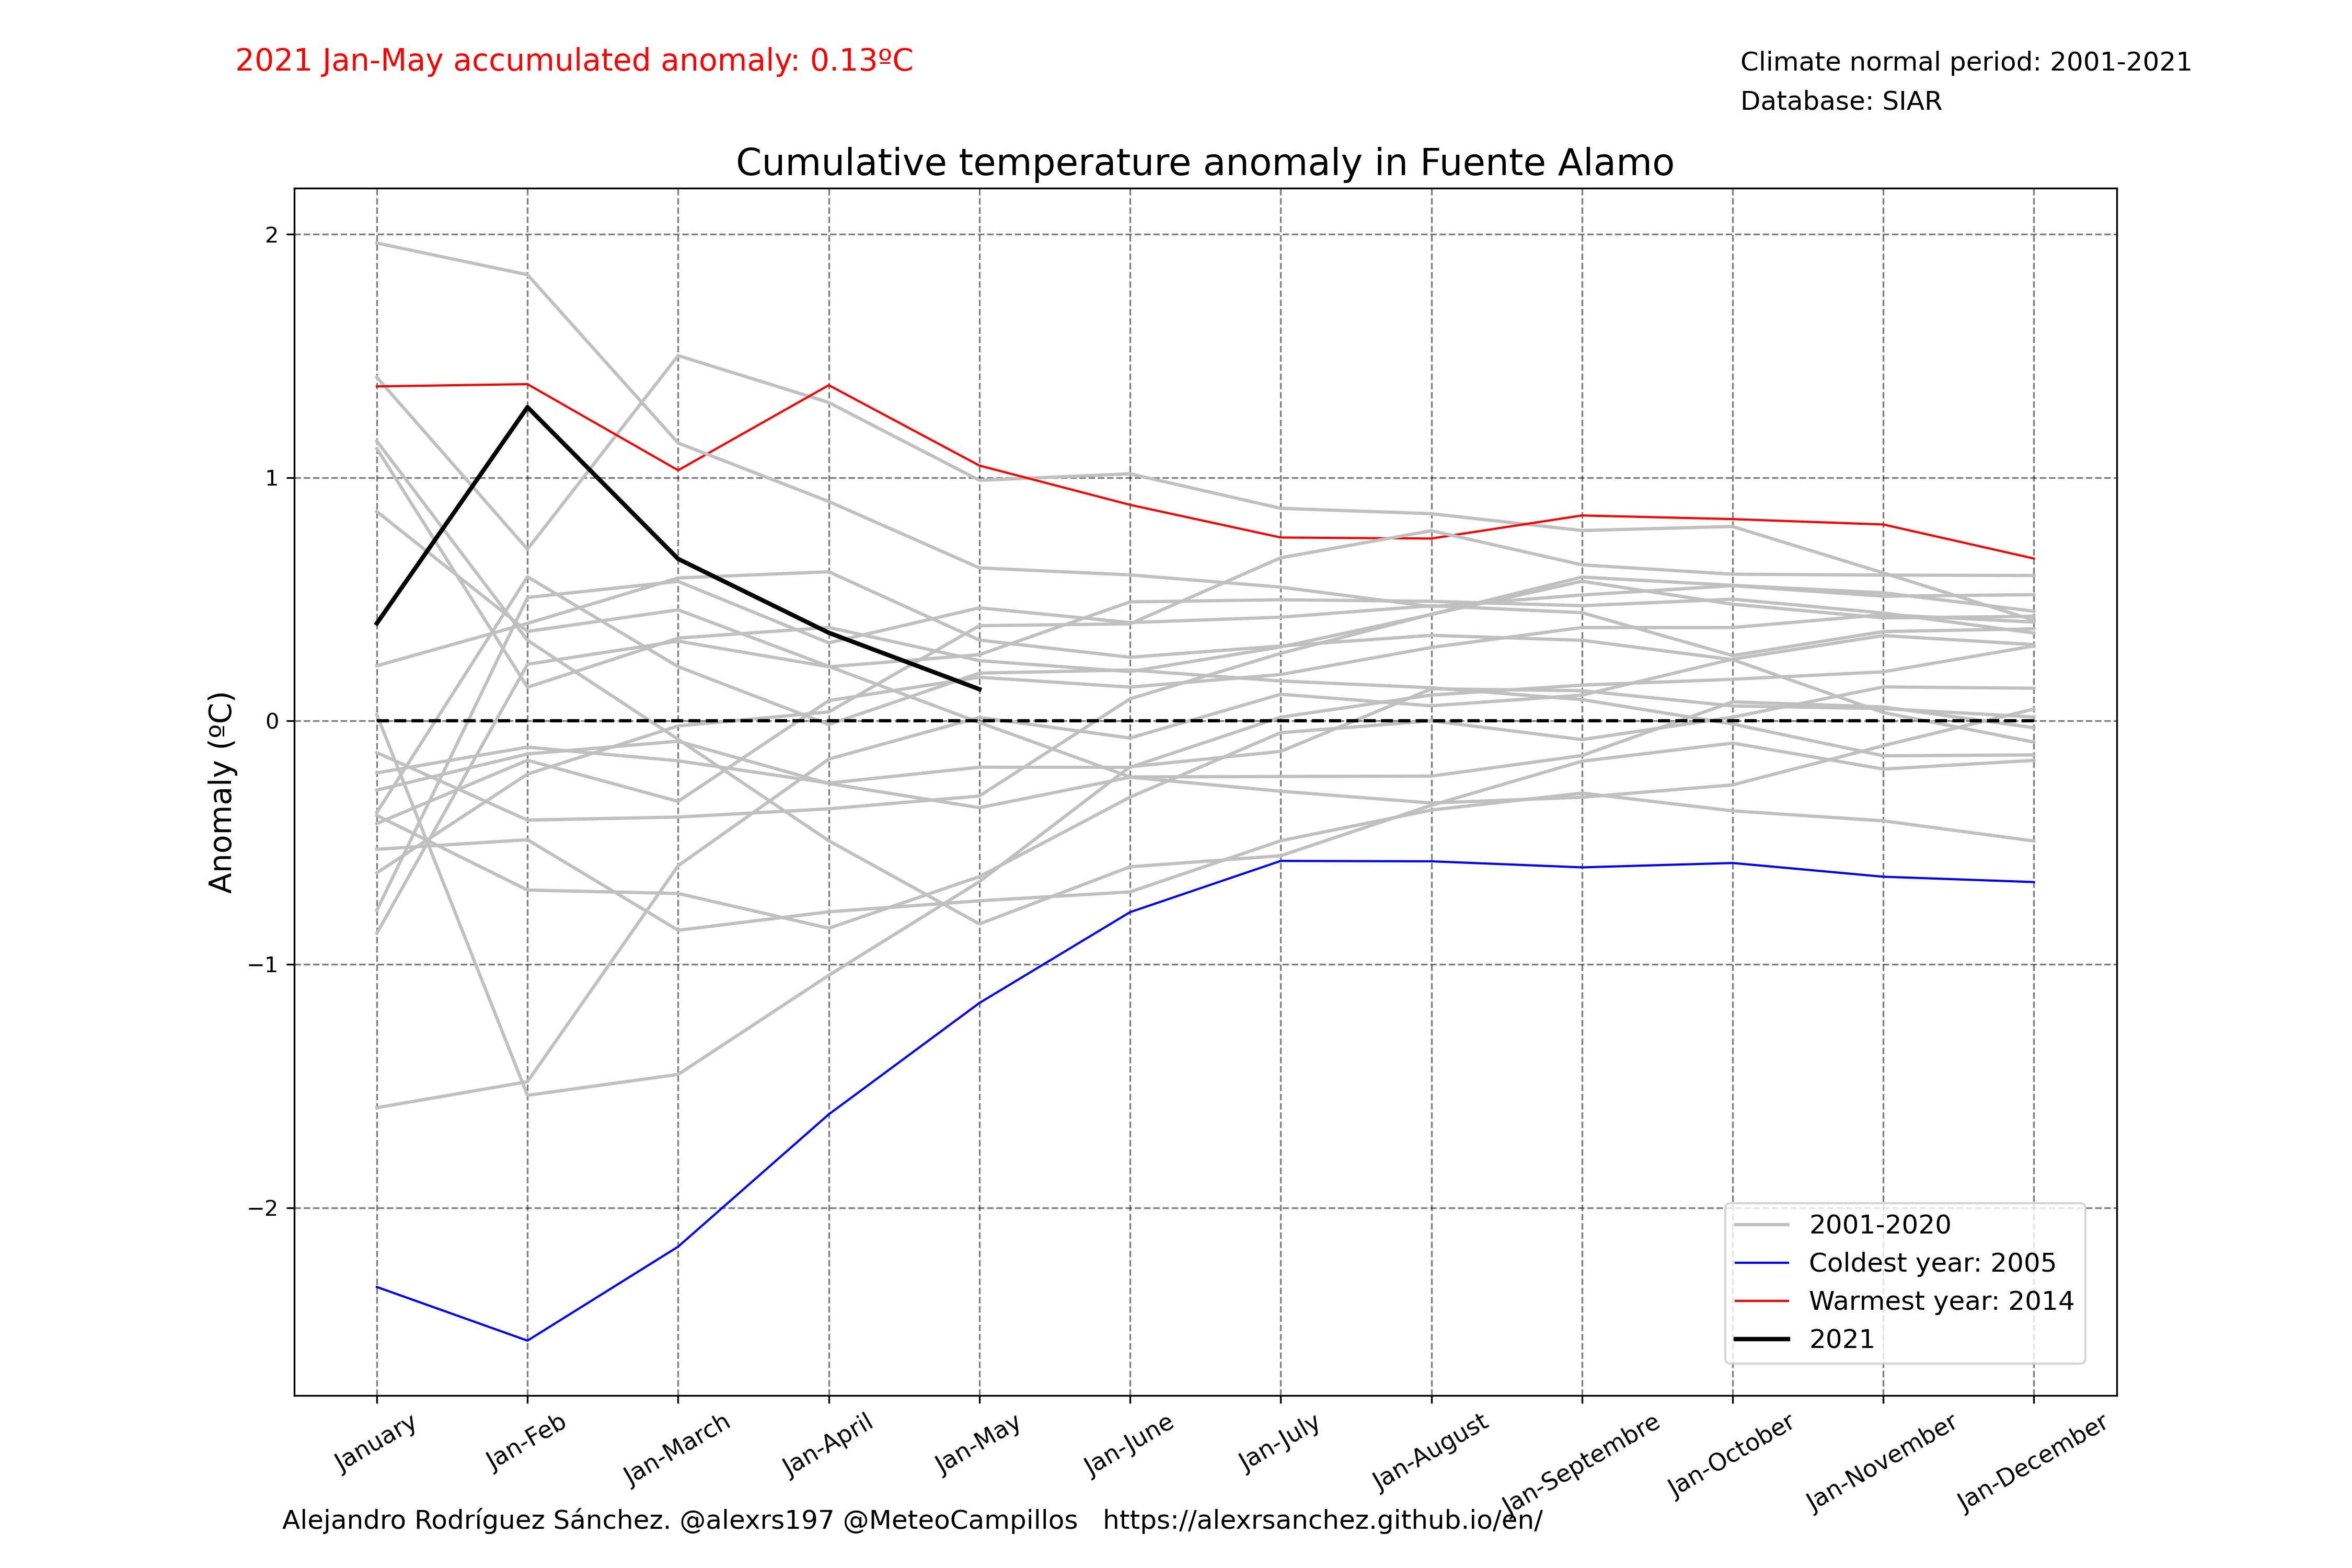 2021 Jan-May accumulated anomaly: 0.13ºC
Climate normal period: 2001-2021
Database: SIAR
Cumulative temperature anomaly in Fuente Alamo
Anomaly (ºC)
2
1
0
−1
−2
2001-2020
Coldest year: 2005
Warmest year: 2014
2021
January
Jan-Feb
Jan-March
Jan-April
Jan-May
Jan-June
Jan-July
Jan-August
Jan-Septembre
Jan-October
Jan-November
Jan-December
Alejandro Rodríguez Sánchez. @alexrs197 @MeteoCampillos   https://alexrsanchez.github.io/en/